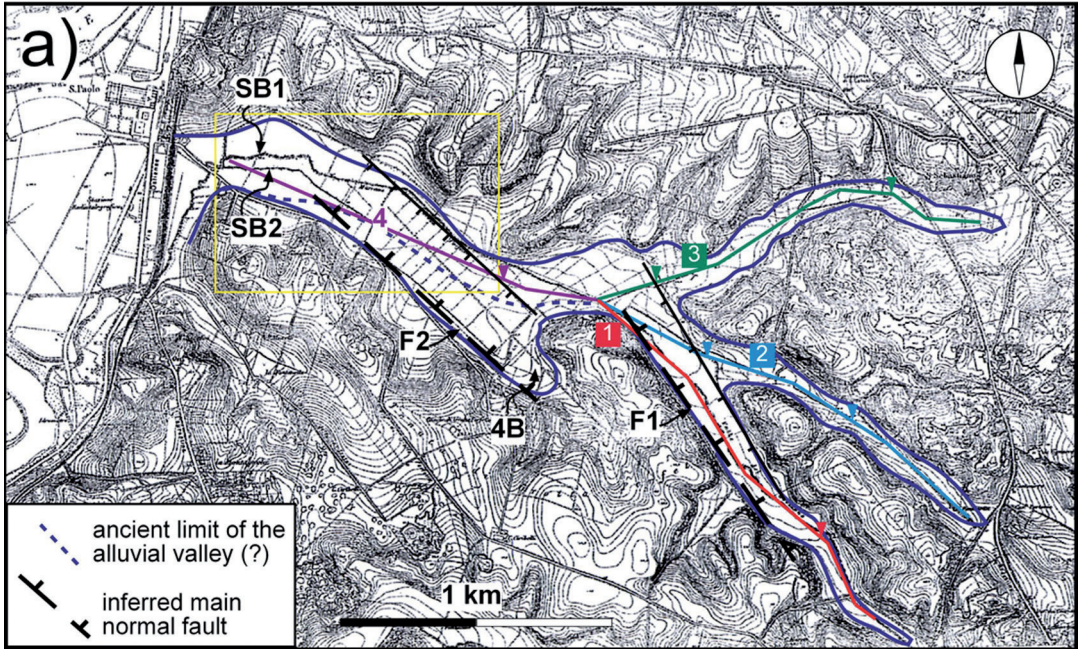 a)
S. Paolo
SB1
SB2
4
3
1
2
F2
4B
F1
ancient limit of the
alluvial valley (?)
inferred main
normal fault
1 km